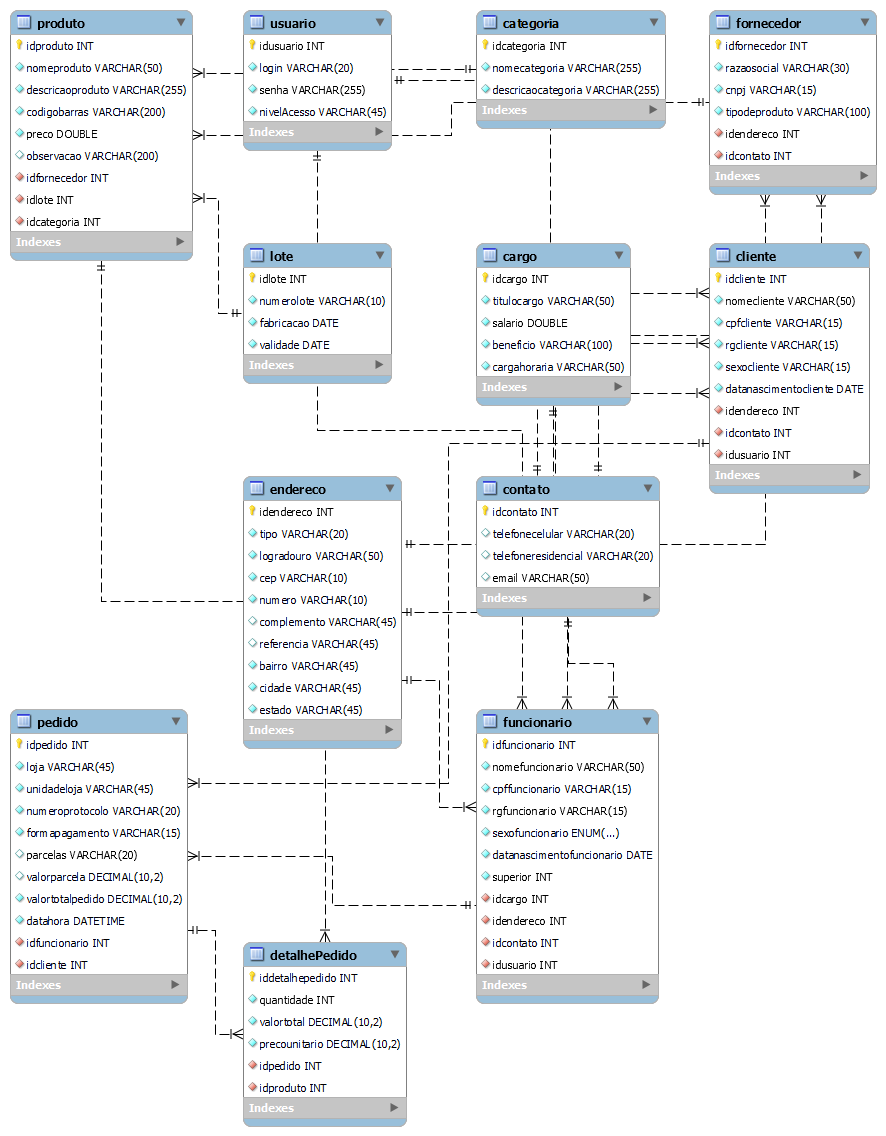 produto
idproduto INT
nomeproduto VARCHAR(50)
descricaoproduto VARCHAR(255)
codigobarras VARCHAR(200)
preco DOUBLE
observacao VARCHAR(200)
idfornecedor INT
idlote INT
idcategoria INT
Indexes
usuario
idusuario INT
login VARCHAR(20)
senha VARCHAR(255)
nivelAcesso VARCHAR(45)
Indexes
categoria
idcategoria INT
nomecategoria VARCHAR(255)
descricaocategoria VARCHAR(255)
Indexes
fornecedor
idfornecedor INT
razaosocial VARCHAR(30)
cnpj VARCHAR(15)
tipodeproduto VARCHAR(100)
idendereco INT
idcontato INT
Indexes
lote
idlote INT
numerolote VARCHAR(10)
fabricacao DATE
validade DATE
Indexes
cargo
idcargo INT
titulocargo VARCHAR(50)
salario DOUBLE
beneficio VARCHAR(100)
cargahoraria VARCHAR(50)
Indexes
cliente
idcliente INT
nomecliente VARCHAR(50)
cpfcliente VARCHAR(15)
rgcliente VARCHAR(15)
sexocliente VARCHAR(15)
datanascimentocliente DATE
idendereco INT
idcontato INT
idusuario INT
Indexes
endereco
idendereco INT
tipo VARCHAR(20)
logradouro VARCHAR(50)
cep VARCHAR(10)
numero VARCHAR(10)
complemento VARCHAR(45)
referencia VARCHAR(45)
bairro VARCHAR(45)
cidade VARCHAR(45)
estado VARCHAR(45)
Indexes
contato
idcontato INT
telefonecelular VARCHAR(20)
telefoneresidencial VARCHAR(20)
email VARCHAR(50)
Indexes
pedido
idpedido INT
loja VARCHAR(45)
unidadeloja VARCHAR(45)
numeroprotocolo VARCHAR(20)
formapagamento VARCHAR(15)
parcelas VARCHAR(20)
valorparcela DECIMAL(10,2)
valortotalpedido DECIMAL(10,2)
datahora DATETIME
idfuncionario INT
idcliente INT
Indexes
funcionario
idfuncionario INT
nomefuncionario VARCHAR(50)
cpffuncionario VARCHAR(15)
rgfuncionario VARCHAR(15)
sexofuncionario ENUM(...)
datanascimentofuncionario DATE
superior INT
idcargo INT
idendereco INT
idcontato INT
idusuario INT
Indexes
detalhePedido
iddetalhepedido INT
quantidade INT
valortotal DECIMAL(10,2)
precounitario DECIMAL(10,2)
idpedido INT
idproduto INT
Indexes